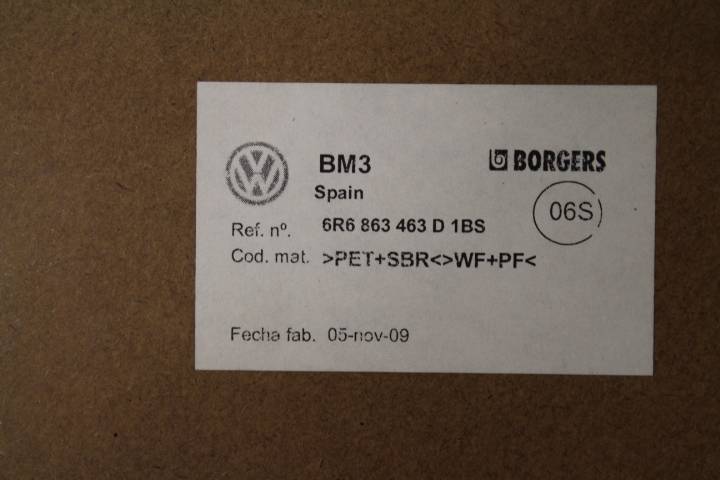 BM3
BORGERS
Spain
06S
Ref. nº. 6R6 863 463 D 1BS
Cod. mat. >PET+SBR<>WF+PF<
Fecha fab. 05-nov-09